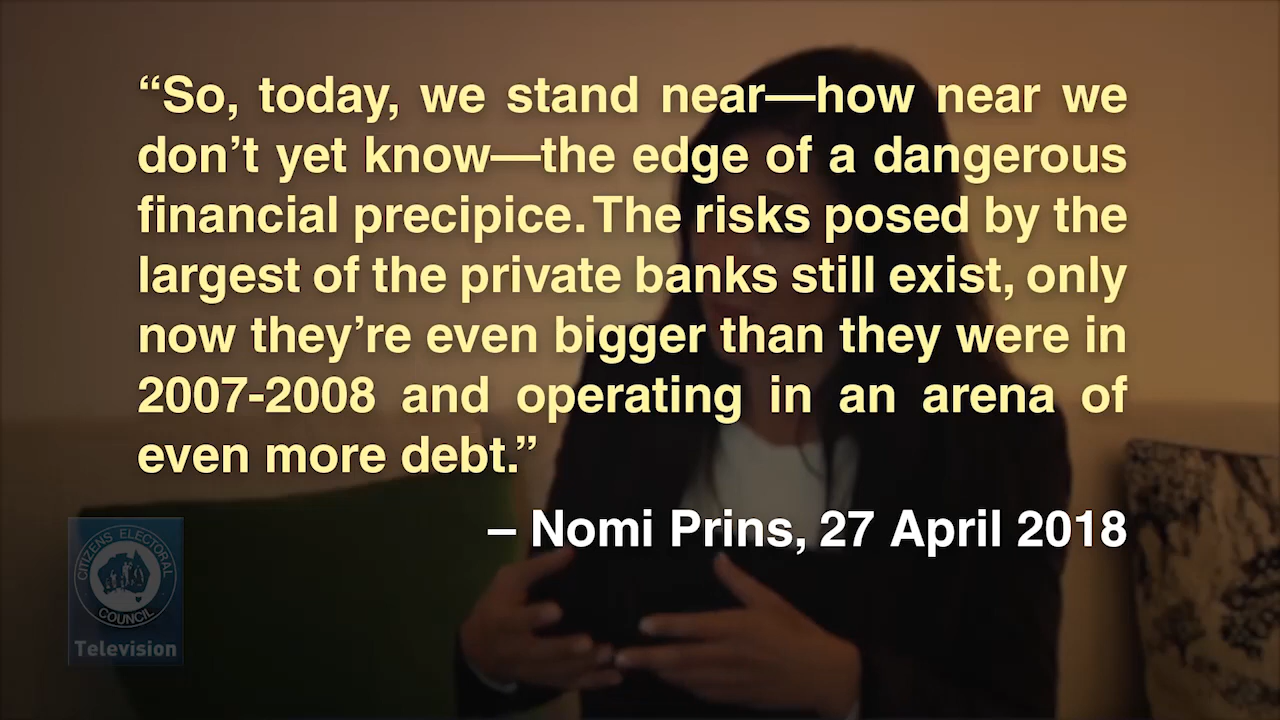 “So, today, we stand near—how near we
don’t yet know—the edge of a dangerous
financial precipice. The risks posed by the
largest of the private banks still exist, only
now they’re even bigger than they were in
2007-2008 and operating in an arena of
even more debt.”
– Nomi Prins, 27 April 2018
CITIZENS ELECTORAL
COUNCIL
Television